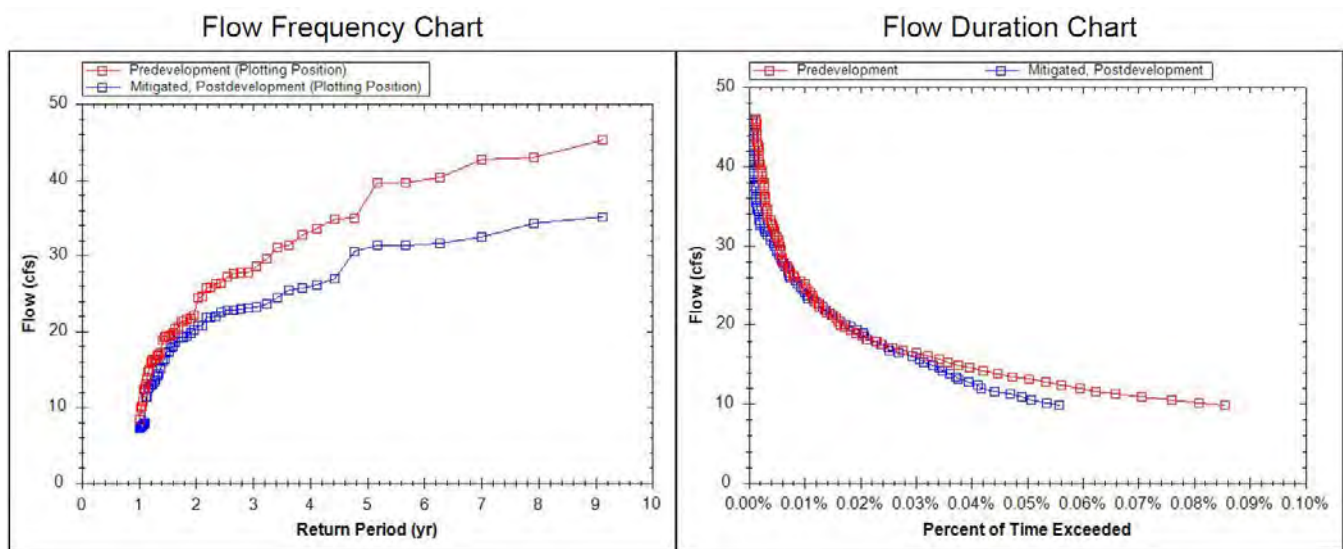 Flow Frequency Chart
Predevelopment (Plotting Position)
Mitigated, Postdevelopment (Plotting Position)
50
40
30
20
10
0
Flow (cfs)
0 1 2 3 4 5 6 7 8 9 10
Return Period (yr)
Flow Duration Chart
Predevelopment Mitigated, Postdevelopment
50
40
30
20
10
0
Flow (cfs)
0.00% 0.01% 0.02% 0.03% 0.04% 0.05% 0.06% 0.07% 0.08% 0.09% 0.10%
Percent of Time Exceeded